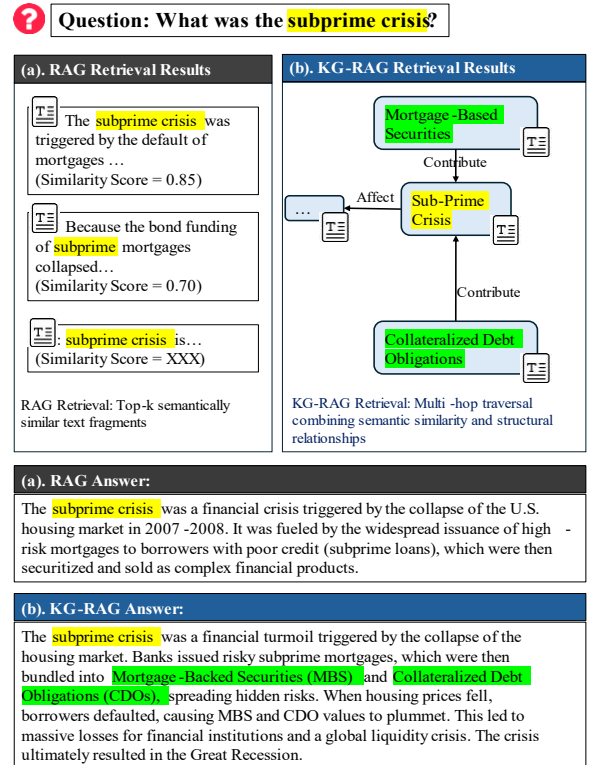 Question: What was the subprime crisis?
(a). RAG Retrieval Results
The subprime crisis was
triggered by the default of
mortgages …
(Similarity Score = 0.85)
Because the bond funding
of subprime mortgages
collapsed…
(Similarity Score = 0.70)
: subprime crisis is…
(Similarity Score = XXX)
RAG Retrieval: Top-k semantically
similar text fragments
(b). KG-RAG Retrieval Results
Mortgage-Based
Securities
Contribute
Affect
…
Sub-Prime
Crisis
Contribute
Collateralized Debt
Obligations
KG-RAG Retrieval: Multi -hop traversal
combining semantic similarity and structural
relationships
(a). RAG Answer:
The subprime crisis was a financial crisis triggered by the collapse of the U.S.
housing market in 2007 -2008. It was fueled by the widespread issuance of high -
risk mortgages to borrowers with poor credit (subprime loans), which were then
securitized and sold as complex financial products.
(b). KG-RAG Answer:
The subprime crisis was a financial turmoil triggered by the collapse of the
housing market. Banks issued risky subprime mortgages, which were then
bundled into Mortgage-Backed Securities (MBS) and Collateralized Debt
Obligations (CDOs), spreading hidden risks. When housing prices fell,
borrowers defaulted, causing MBS and CDO values to plummet. This led to
massive losses for financial institutions and a global liquidity crisis. The crisis
ultimately resulted in the Great Recession.